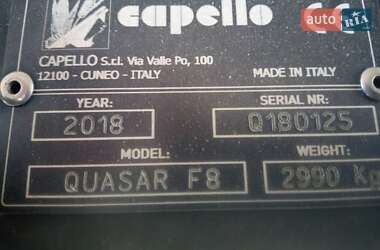 auto RIA
capello CE
CAPELLO S.r.l. Via Valle Po, 100
12100 - CUNEO - ITALY
MADE IN ITALY
YEAR: SERIAL NR:
2018 Q180125
MODEL: WEIGHT:
QUASAR F8 2990 Kg